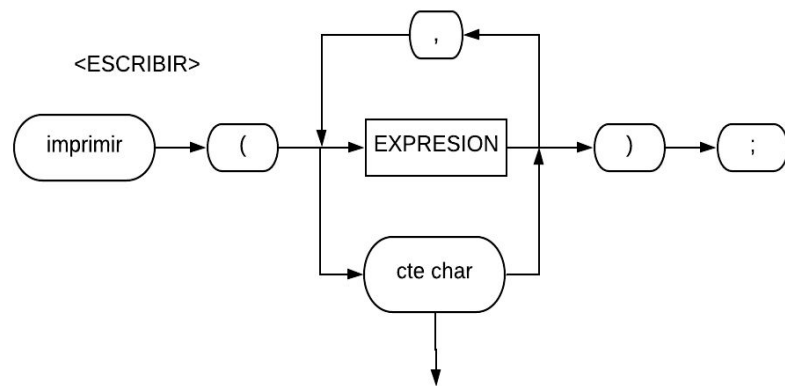 ,
<ESCRIBIR>
imprimir ( EXPRESION ) ;
cte char